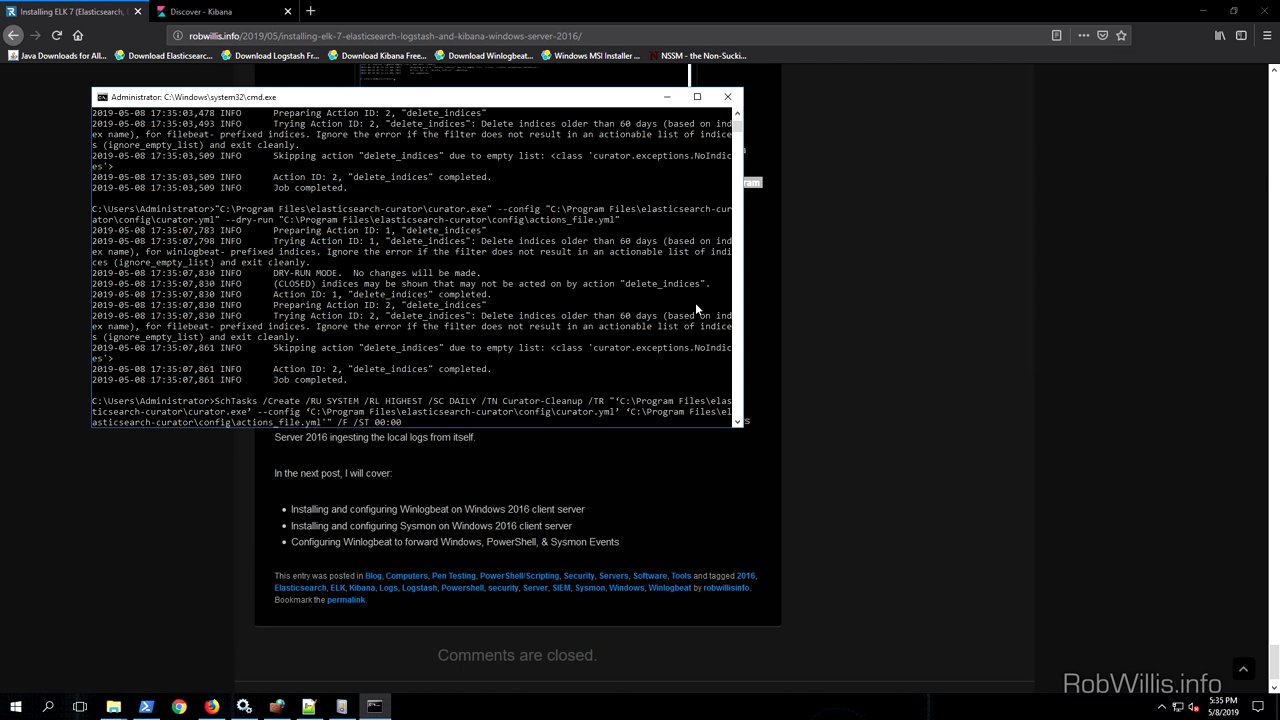 Installing ELK 7 (Elasticsearch,
Discover - Kibana
robwillis.info/2019/05/installing-elk-7-elasticsearch-logstash-and-kibana-windows-server-2016/
Java Downloads for All...
Download Elasticsearc...
Download Logstash Fr...
Download Kibana Free...
Download Winlogbeat...
Windows MSI Installer ...
NSSM - the Non-Sucki...
Administrator: C:\Windows\system32\cmd.exe
2019-05-08 17:35:03,478 INFO Preparing Action ID: 2, "delete_indices"
2019-05-08 17:35:03,493 INFO Trying Action ID: 2, "delete_indices": Delete indices older than 60 days (based on ind
ex name), for filebeat- prefixed indices. Ignore the error if the filter does not result in an actionable list of indice
s (ignore_empty_list) and exit cleanly.
2019-05-08 17:35:03,509 INFO Skipping action "delete_indices" due to empty list: <class 'curator.exceptions.NoIndic
es'>
2019-05-08 17:35:03,509 INFO Action ID: 2, "delete_indices" completed.
2019-05-08 17:35:03,509 INFO Job completed.
C:\Users\Administrator>"C:\Program Files\elasticsearch-curator\curator.exe" --config "C:\Program Files\elasticsearch-cur
ator\config\curator.yml" --dry-run "C:\Program Files\elasticsearch-curator\config\actions_file.yml"
2019-05-08 17:35:07,783 INFO Preparing Action ID: 1, "delete_indices"
2019-05-08 17:35:07,798 INFO Trying Action ID: 1, "delete_indices": Delete indices older than 60 days (based on ind
ex name), for winlogbeat- prefixed indices. Ignore the error if the filter does not result in an actionable list of indi
ces (ignore_empty_list) and exit cleanly.
2019-05-08 17:35:07,830 INFO DRY-RUN MODE. No changes will be made.
2019-05-08 17:35:07,830 INFO (CLOSED) indices may be shown that may not be acted on by action "delete_indices".
2019-05-08 17:35:07,830 INFO Action ID: 1, "delete_indices" completed.
2019-05-08 17:35:07,830 INFO Preparing Action ID: 2, "delete_indices"
2019-05-08 17:35:07,830 INFO Trying Action ID: 2, "delete_indices": Delete indices older than 60 days (based on ind
ex name), for filebeat- prefixed indices. Ignore the error if the filter does not result in an actionable list of indice
s (ignore_empty_list) and exit cleanly.
2019-05-08 17:35:07,861 INFO Skipping action "delete_indices" due to empty list: <class 'curator.exceptions.NoIndic
es'>
2019-05-08 17:35:07,861 INFO Action ID: 2, "delete_indices" completed.
2019-05-08 17:35:07,861 INFO Job completed.
C:\Users\Administrator>SchTasks /Create /RU SYSTEM /RL HIGHEST /SC DAILY /TN Curator-Cleanup /TR "‘C:\Program Files\elas
ticsearch-curator\curator.exe’ --config ‘C:\Program Files\elasticsearch-curator\config\curator.yml’ ‘C:\Program Files\el
asticsearch-curator\config\actions_file.yml'" /F /ST 00:00
ram
s
Server 2016 ingesting the local logs from itself.
In the next post, I will cover:
Installing and configuring Winlogbeat on Windows 2016 client server
Installing and configuring Sysmon on Windows 2016 client server
Configuring Winlogbeat to forward Windows, PowerShell, & Sysmon Events
This entry was posted in Blog, Computers, Pen Testing, PowerShell/Scripting, Security, Servers, Software, Tools and tagged 2016,
Elasticsearch, ELK, Kibana, Logs, Logstash, Powershell, security, Server, SIEM, Sysmon, Windows, Winlogbeat by robwillisinfo.
Bookmark the permalink.
Comments are closed.
RobWillis.info
5:35 PM
5/8/2019